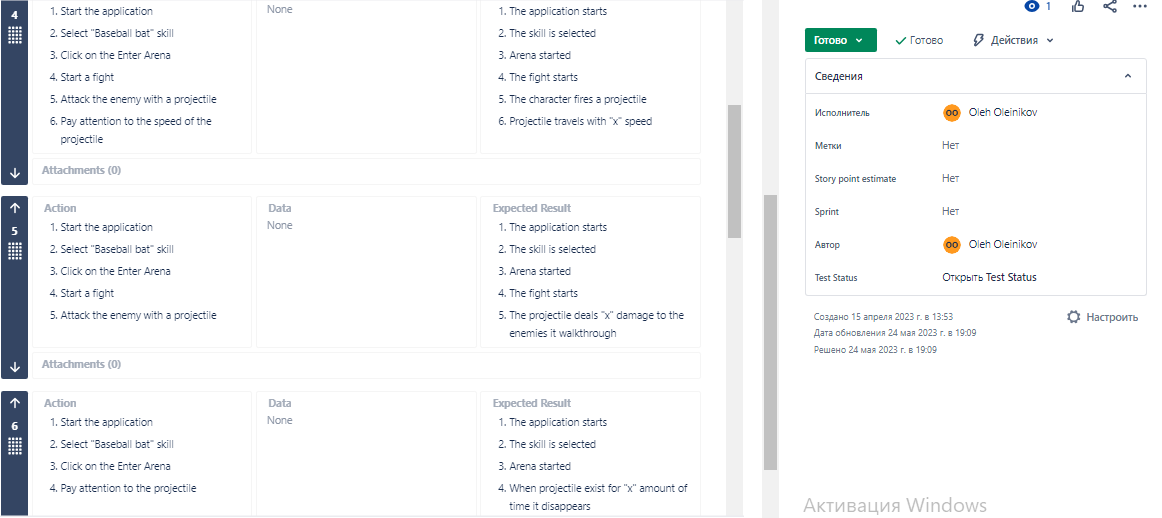 4
1. Start the application
2. Select "Baseball bat" skill
3. Click on the Enter Arena
4. Start a fight
5. Attack the enemy with a projectile
6. Pay attention to the speed of the
projectile
None
1. The application starts
2. The skill is selected
3. Arena started
4. The fight starts
5. The character fires a projectile
6. Projectile travels with "x" speed
Attachments (0)
5
Action
1. Start the application
2. Select "Baseball bat" skill
3. Click on the Enter Arena
4. Start a fight
5. Attack the enemy with a projectile
Data
None
Expected Result
1. The application starts
2. The skill is selected
3. Arena started
4. The fight starts
5. The projectile deals "x" damage to the
enemies it walkthrough
Attachments (0)
6
Action
1. Start the application
2. Select "Baseball bat" skill
3. Click on the Enter Arena
4. Pay attention to the projectile
Data
None
Expected Result
1. The application starts
2. The skill is selected
3. Arena started
4. When projectile exist for "x" amount of
time it disappears
1
Готово
Готово
Действия
Сведения
Исполнитель
OO Oleh Oleinikov
Метки
Нет
Story point estimate
Нет
Sprint
Нет
Автор
OO Oleh Oleinikov
Test Status
Открыть Test Status
Создано 15 апреля 2023 г. в 13:53
Дата обновления 24 мая 2023 г. в 19:09
Решено 24 мая 2023 г. в 19:09
Настроить
Активация Windows